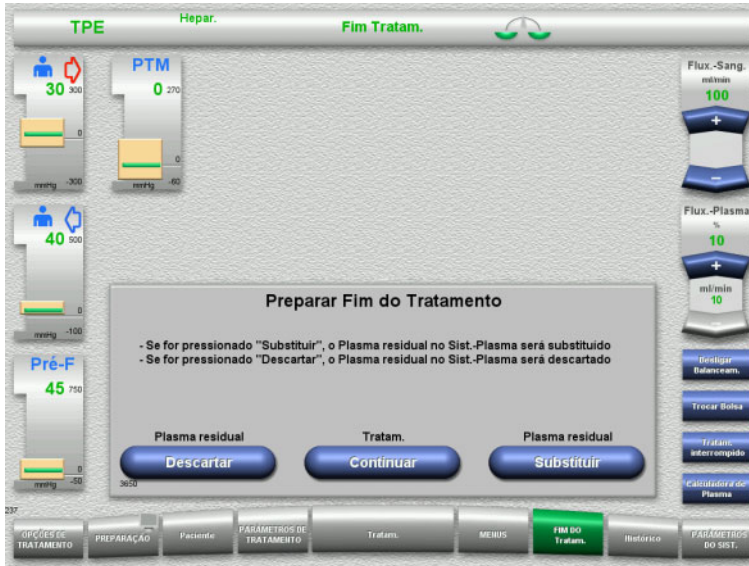 TPE
Hepar.
Fim Tratam.
30 300
0
mmHg -300
PTM
0 270
0
mmHg -60
40 500
0
mmHg -100
Pré-F
45 750
0
mmHg -50
Flux.-Sang.
ml/min
100
+
–
Flux.-Plasma
%
10
+
ml/min
10
–
Desligar
Balanceam.
Trocar Bolsa
Tratam.
interrompido
Calculadora de
Plasma
Preparar Fim do Tratamento
- Se for pressionado "Substituir", o Plasma residual no Sist.-Plasma será substituído
- Se for pressionado "Descartar", o Plasma residual no Sist.-Plasma será descartado
Plasma residual
Descartar
Tratam.
Continuar
Plasma residual
Substituir
3650
237
OPÇÕES DE
TRATAMENTO
PREPARAÇÃO
Paciente
PARÂMETROS DE
TRATAMENTO
Tratam.
MENUS
FIM DO
Tratam.
Histórico
PARÂMETROS
DO SIST.